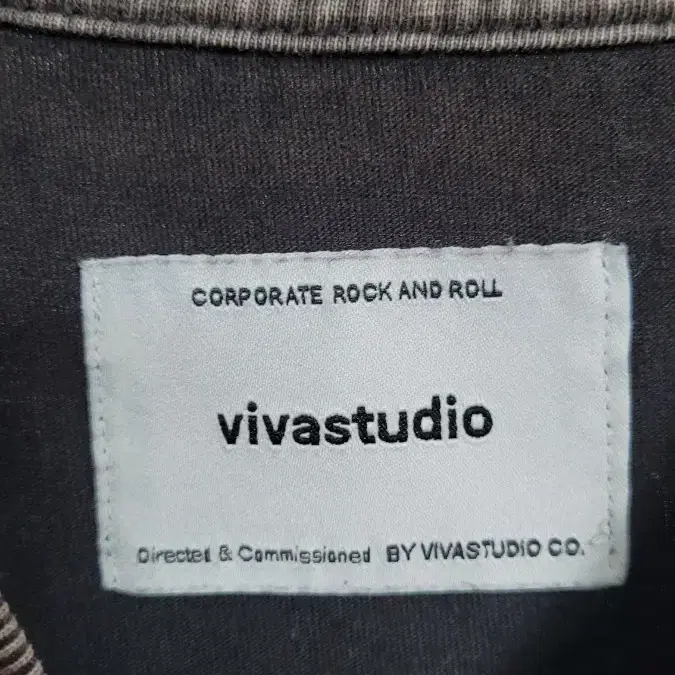 CORPORATE ROCK AND ROLL
vivastudio
Directed & Commissioned BY VIVASTUDIO CO.